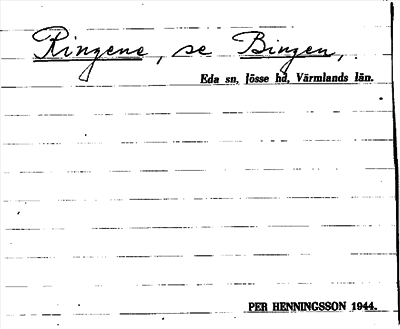 Ringene, se Bingen,
Eda sn, Jösse hd, Värmlands län.
PER HENNINGSSON 1944.